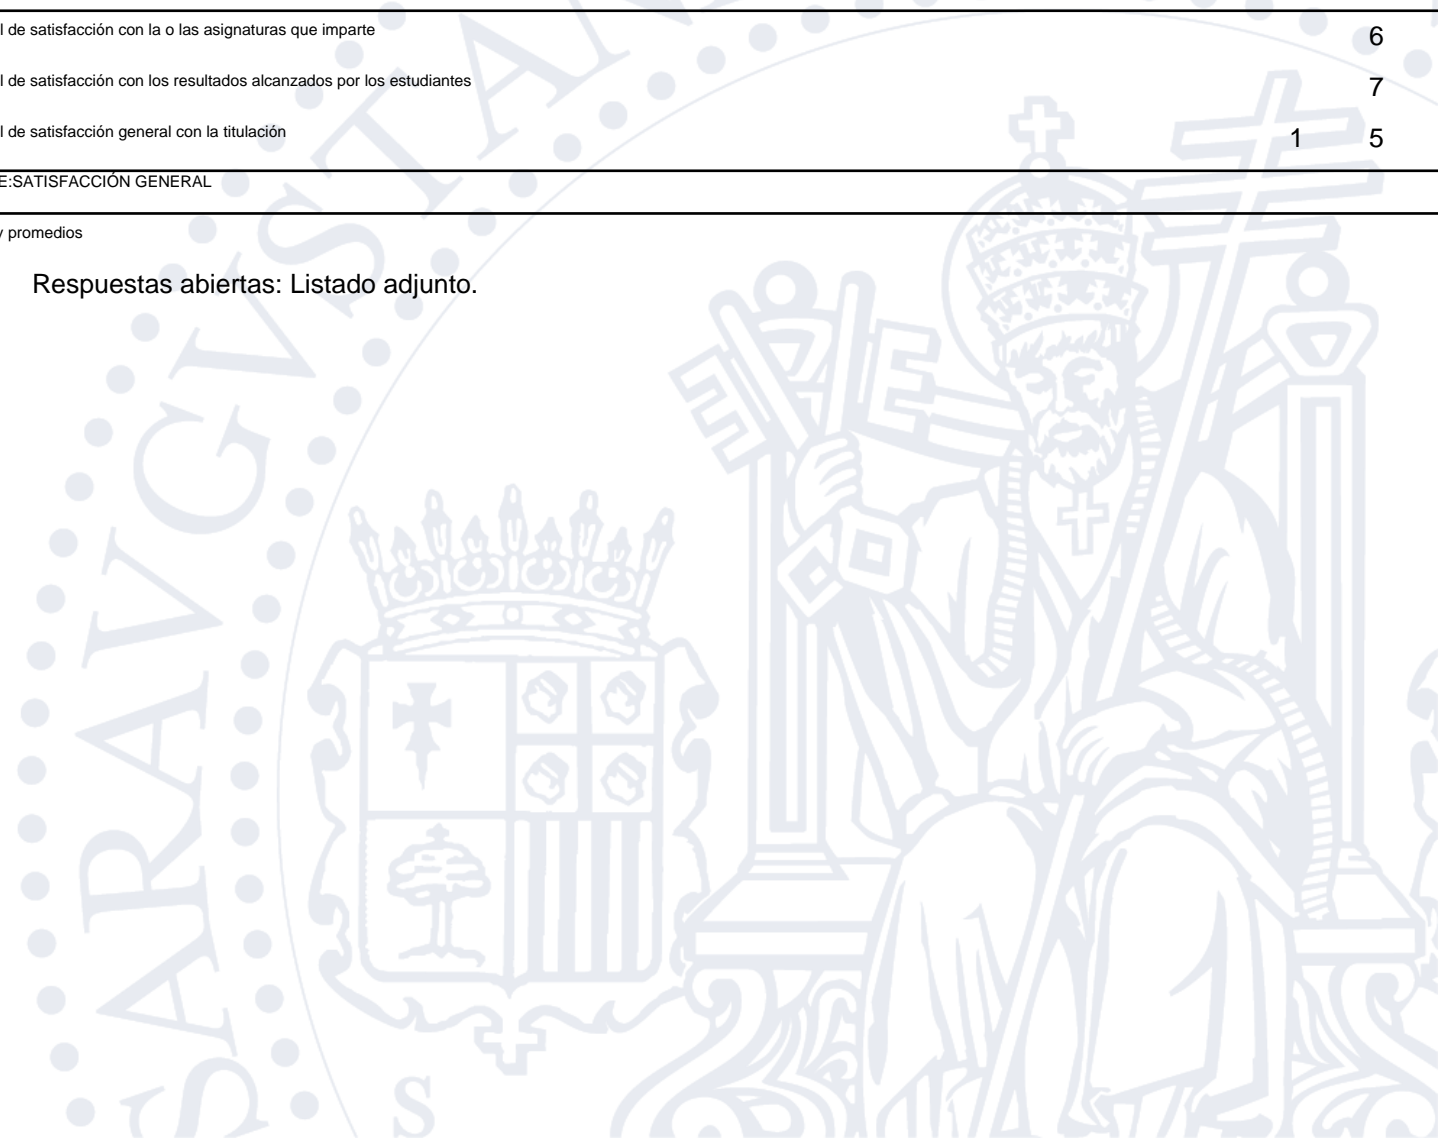 l de satisfacción con la o las asignaturas que imparte 6
l de satisfacción con los resultados alcanzados por los estudiantes 7
l de satisfacción general con la titulación 1 5
E:SATISFACCIÓN GENERAL
y promedios
Respuestas abiertas: Listado adjunto.
SARAVGVSTAN
S